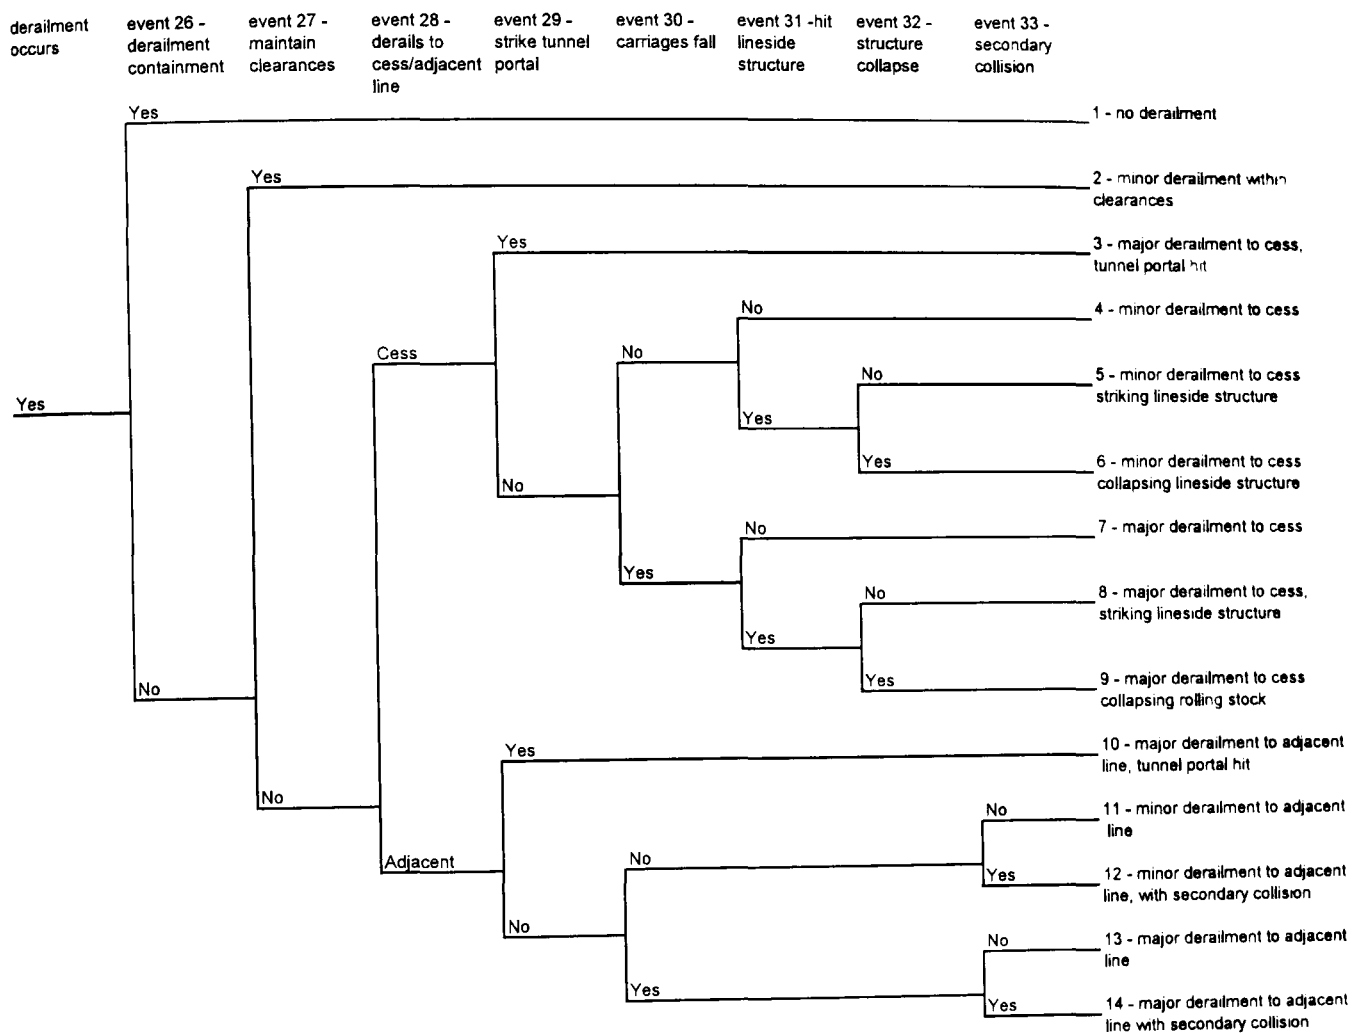 derailment
occurs
event 26 -
derailment
containment
event 27 -
maintain
clearances
event 28 -
derails to
cess/adjacent
line
event 29 -
strike tunnel
portal
event 30 -
carriages fall
event 31 -hit
lineside
structure
event 32 -
structure
collapse
event 33 -
secondary
collision
Yes
1 - no derailment
Yes
2 - minor derailment within
clearances
Yes
3 - major derailment to cess,
tunnel portal hit
No
4 - minor derailment to cess
Cess
No
No
5 - minor derailment to cess
striking lineside structure
Yes
Yes
Yes
6 - minor derailment to cess
collapsing lineside structure
No
No
7 - major derailment to cess
Yes
No
8 - major derailment to cess,
striking lineside structure
Yes
No
Yes
9 - major derailment to cess
collapsing rolling stock
Yes
10 - major derailment to adjacent
line, tunnel portal hit
No
No
11 - minor derailment to adjacent
line
Adjacent
No
Yes
12 - minor derailment to adjacent
line, with secondary collision
No
No
13 - major derailment to adjacent
line
Yes
Yes
14 - major derailment to adjacent
line with secondary collision